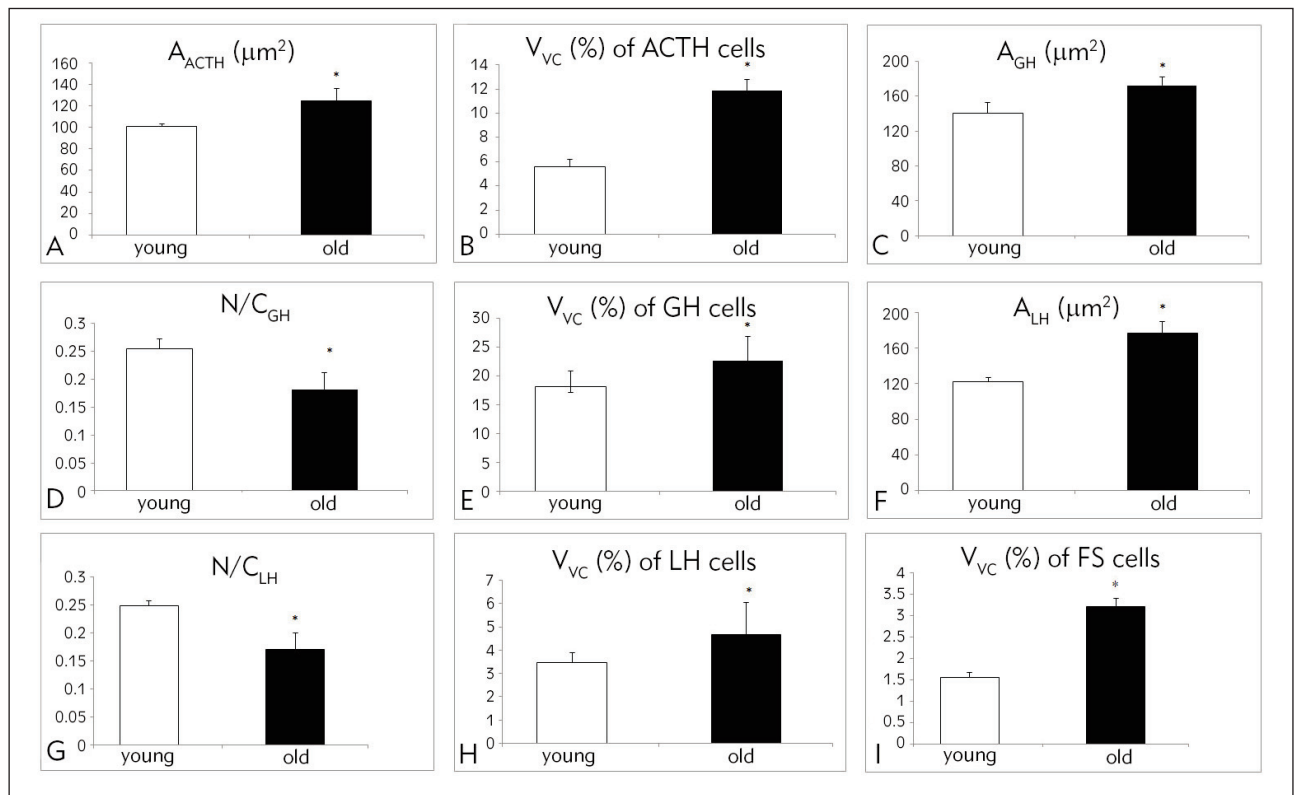 A_ACTH (μm²)
160
140
120
100
80
60
40
20
0
*
young old
A
V_VC (%) of ACTH cells
14
12
10
8
6
4
2
0
*
young old
B
A_GH (μm²)
200
160
120
80
40
0
*
young old
C
N/C_GH
0.3
0.25
0.2
0.15
0.1
0.05
0
*
young old
D
V_VC (%) of GH cells
30
25
20
15
10
5
0
*
young old
E
A_LH (μm²)
200
160
120
80
40
0
*
young old
F
N/C_LH
0.3
0.25
0.2
0.15
0.1
0.05
0
*
young old
G
V_VC (%) of LH cells
7
6
5
4
3
2
1
0
*
young old
H
V_VC (%) of FS cells
4
3.5
3
2.5
2
1.5
1
0.5
0
*
young old
I